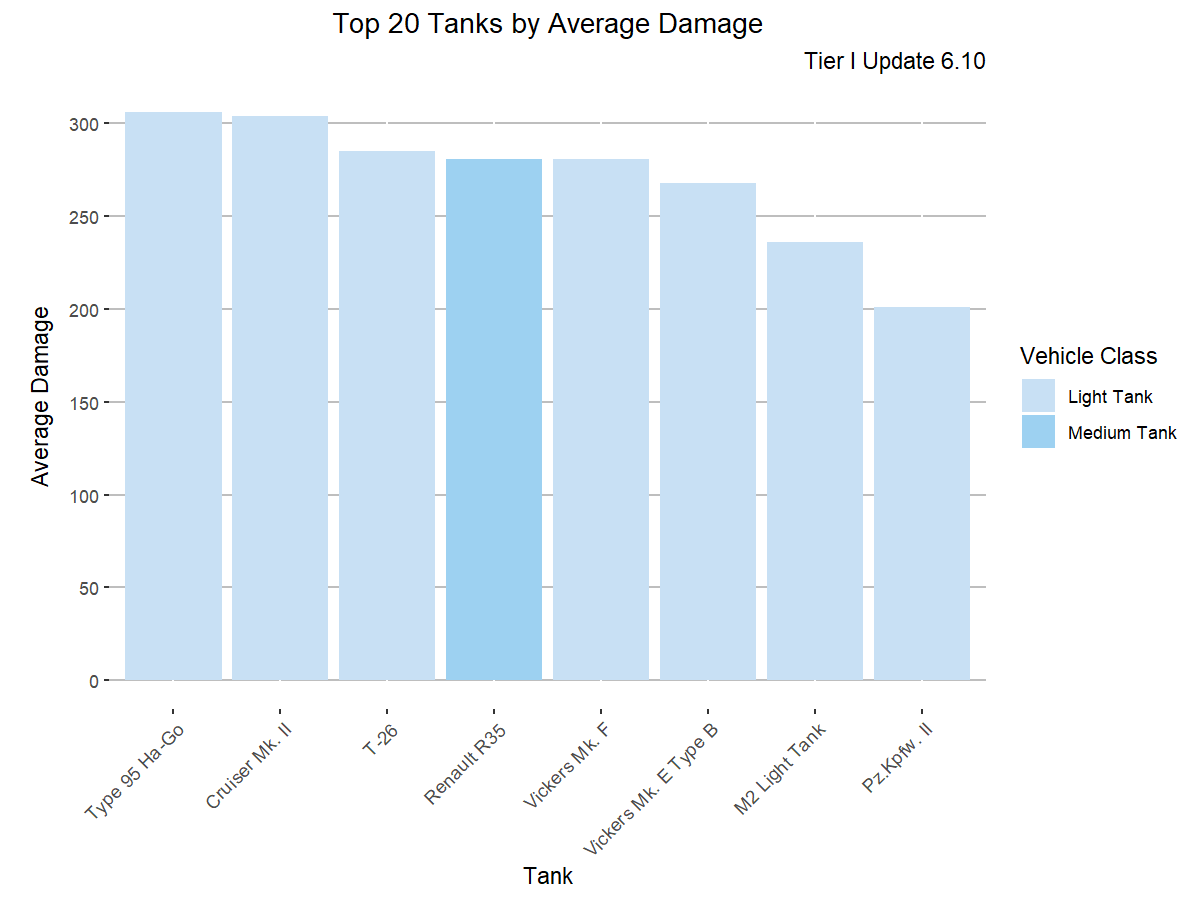 Top 20 Tanks by Average Damage
Tier I Update 6.10
Average Damage
300
250
200
150
100
50
0
Type 95 Ha-Go
Cruiser Mk. II
T-26
Renault R35
Vickers Mk. F
Vickers Mk. E Type B
M2 Light Tank
Pz.Kpfw. II
Tank
Vehicle Class
Light Tank
Medium Tank